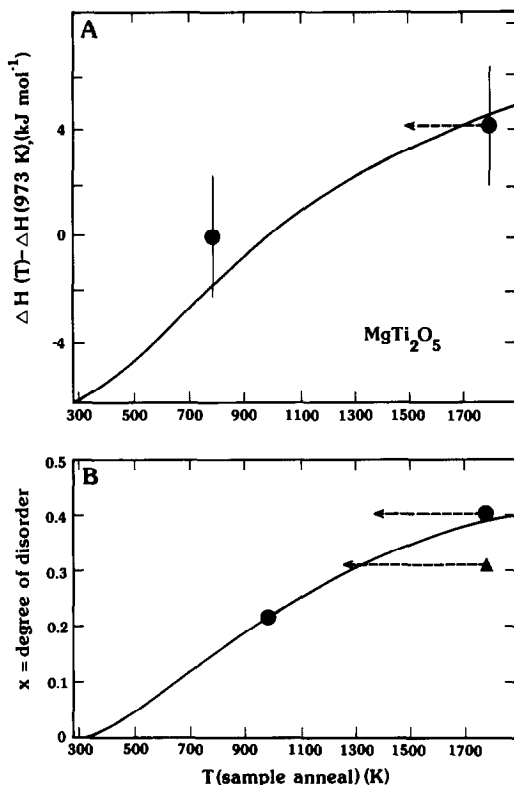 A
ΔH (T)−ΔH(973 K),(kJ mol⁻¹)
4
0
-4
MgTi₂O₅
300 500 700 900 1100 1300 1500 1700
B
x = degree of disorder
0.5
0.4
0.3
0.2
0.1
0
300 500 700 900 1100 1300 1500 1700
T(sample anneal)(K)